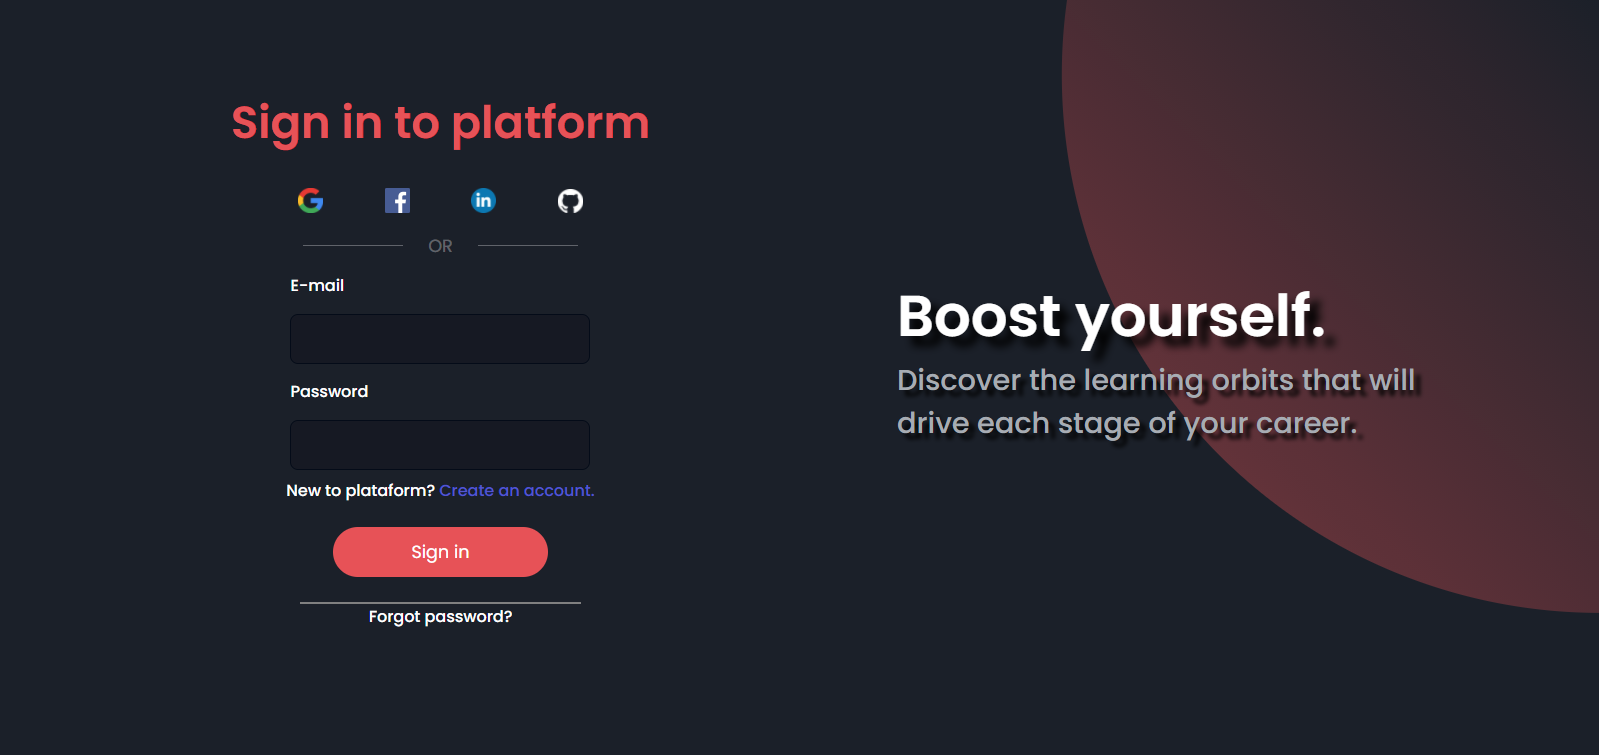 Sign in to platform
OR
E-mail
Password
New to plataform? Create an account.
Sign in
Forgot password?
Boost yourself.
Discover the learning orbits that will
drive each stage of your career.